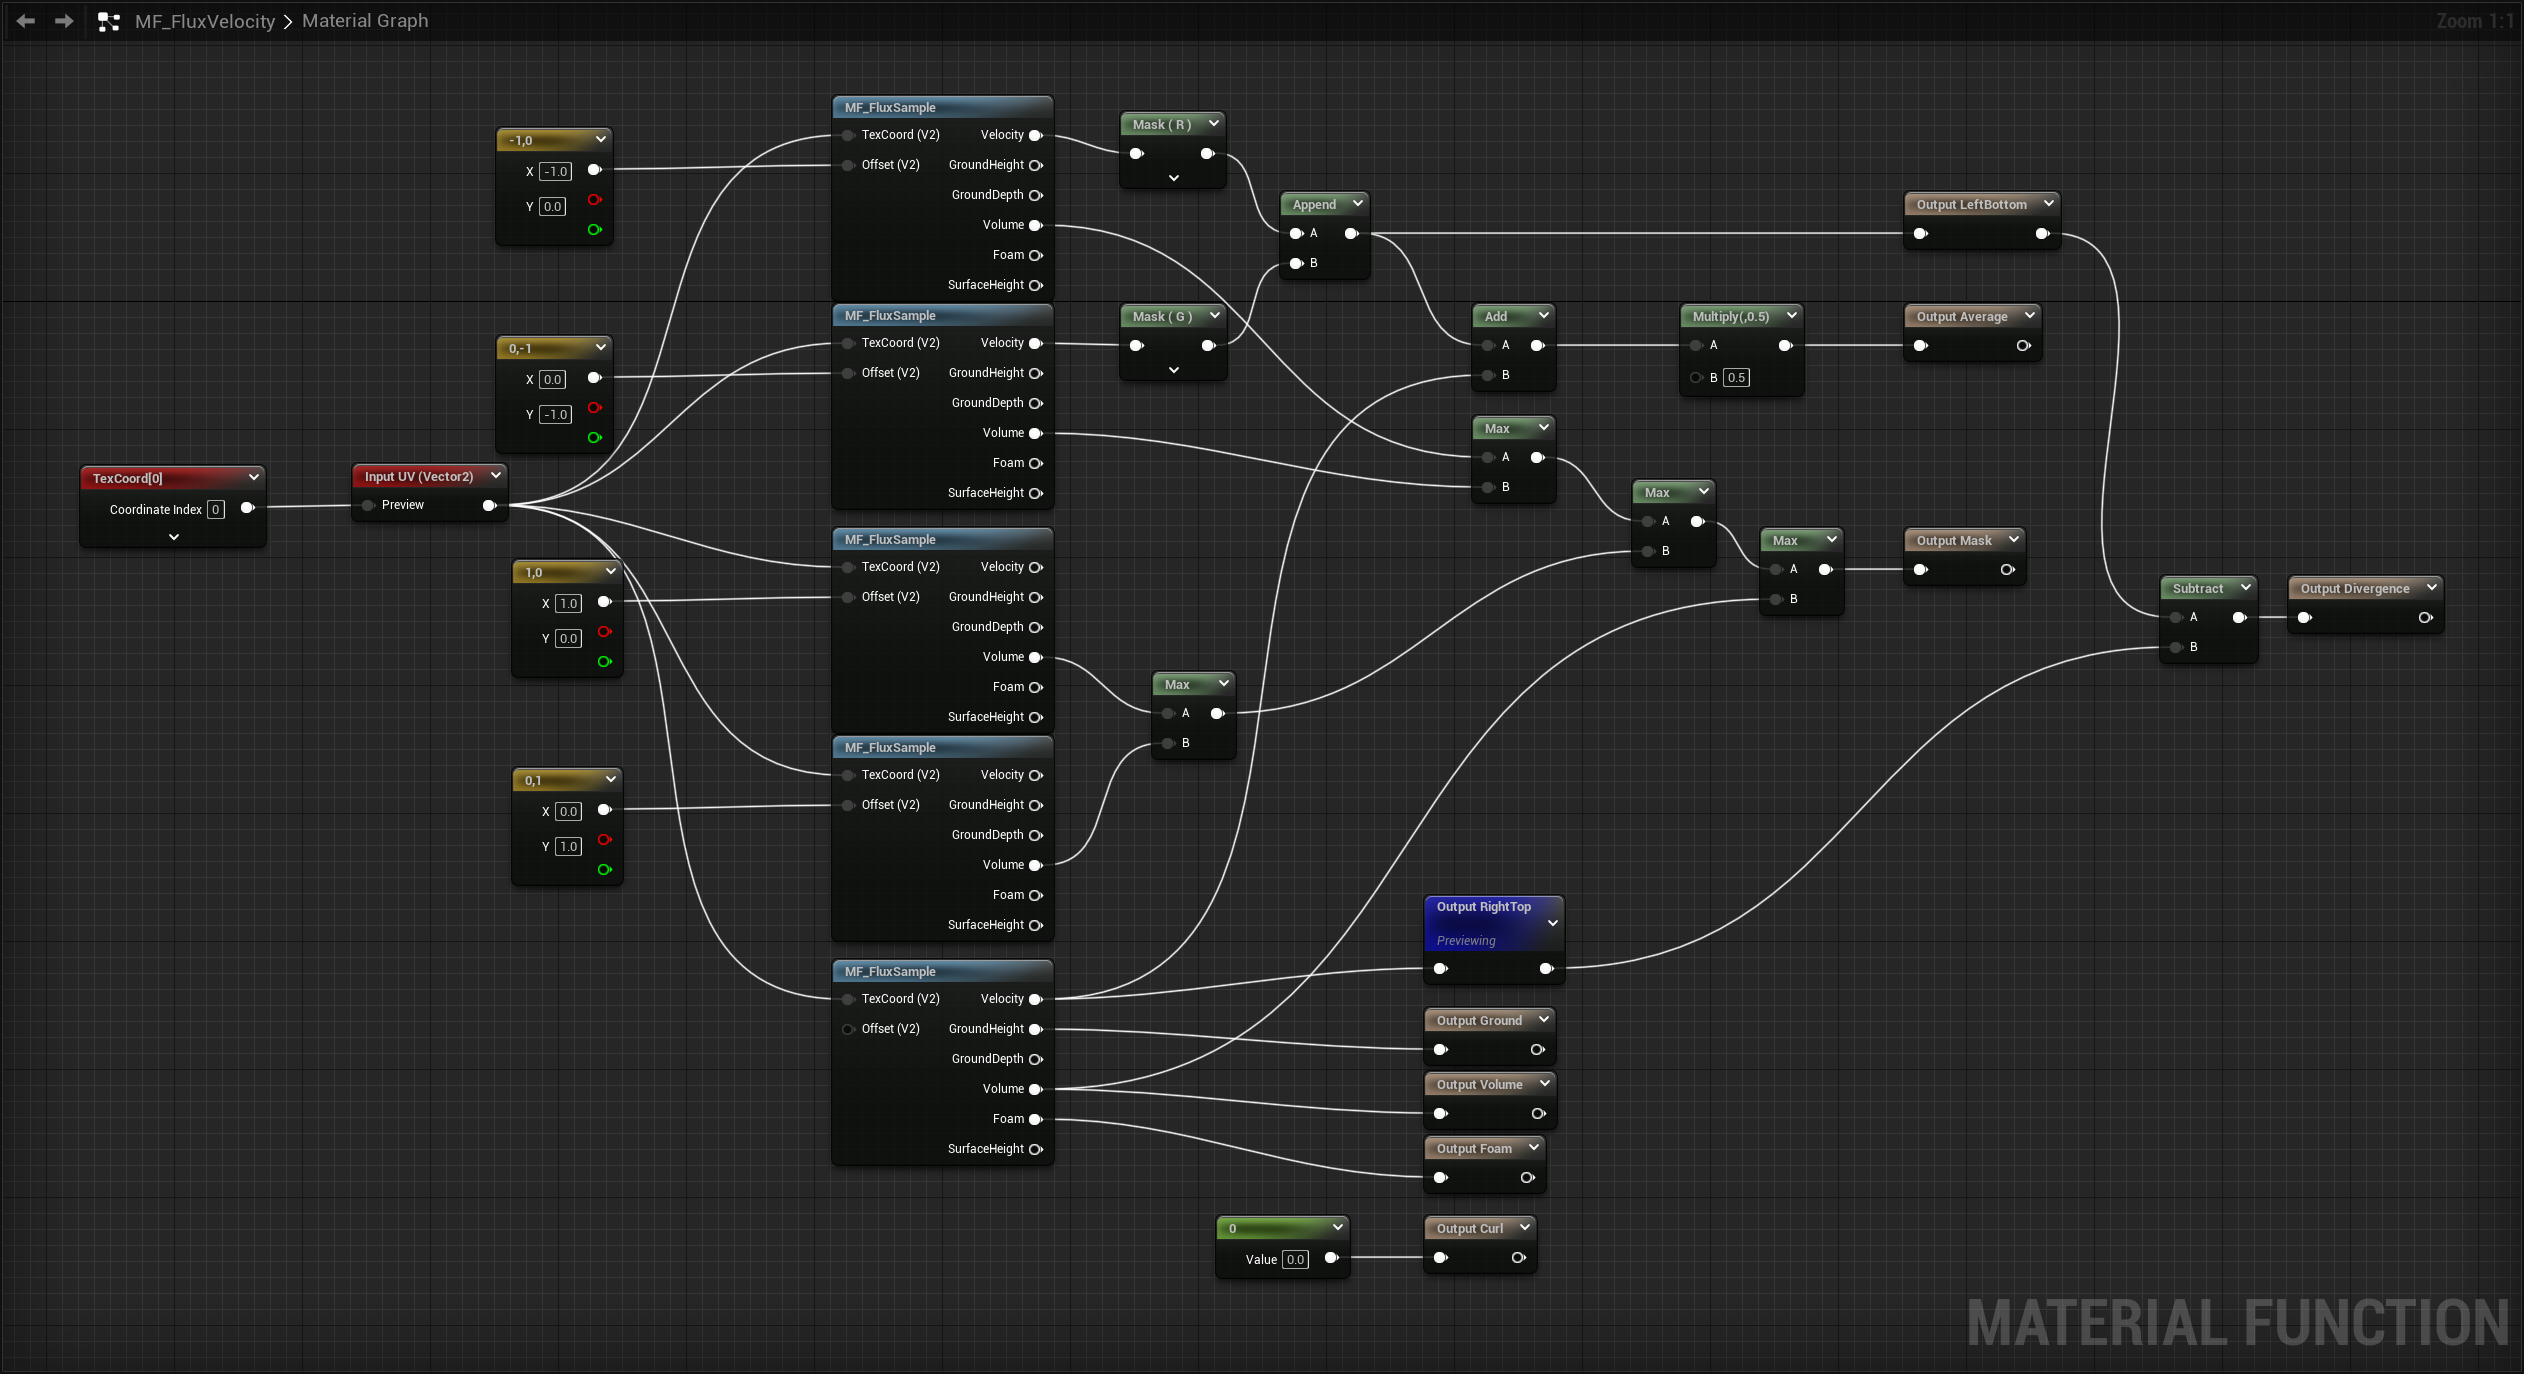 MF_FluxVelocity > Material Graph
Zoom 1:1
-1,0
X -1.0
Y 0.0
0,-1
X 0.0
Y -1.0
TexCoord[0]
Coordinate Index 0
Input UV (Vector2)
Preview
1,0
X 1.0
Y 0.0
0,1
X 0.0
Y 1.0
MF_FluxSample
TexCoord (V2) Velocity
Offset (V2) GroundHeight
GroundDepth
Volume
Foam
SurfaceHeight
MF_FluxSample
TexCoord (V2) Velocity
Offset (V2) GroundHeight
GroundDepth
Volume
Foam
SurfaceHeight
MF_FluxSample
TexCoord (V2) Velocity
Offset (V2) GroundHeight
GroundDepth
Volume
Foam
SurfaceHeight
MF_FluxSample
TexCoord (V2) Velocity
Offset (V2) GroundHeight
GroundDepth
Volume
Foam
SurfaceHeight
MF_FluxSample
TexCoord (V2) Velocity
Offset (V2) GroundHeight
GroundDepth
Volume
Foam
SurfaceHeight
Mask ( R )
Mask ( G )
Append
A
B
Max
A
B
Add
A
B
Multiply(,0.5)
A
B 0.5
Max
A
B
Max
A
B
Max
A
B
Output LeftBottom
Output Average
Output Mask
Subtract
A
B
Output Divergence
Output RightTop
Previewing
Output Ground
Output Volume
Output Foam
0
Value 0.0
Output Curl
MATERIAL FUNCTION